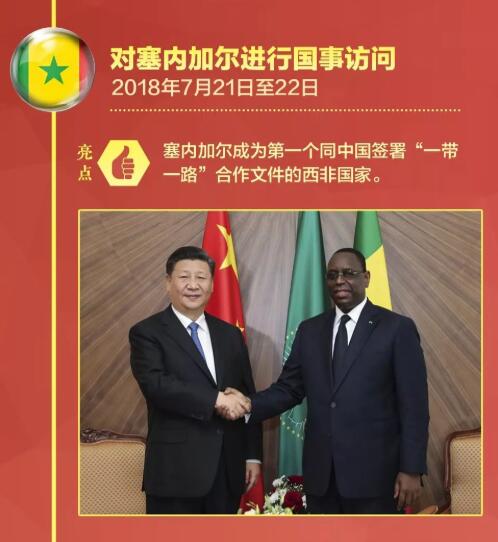 对塞内加尔进行国事访问
2018年7月21日至22日
亮点
塞内加尔成为第一个同中国签署“一带
一路”合作文件的西非国家。